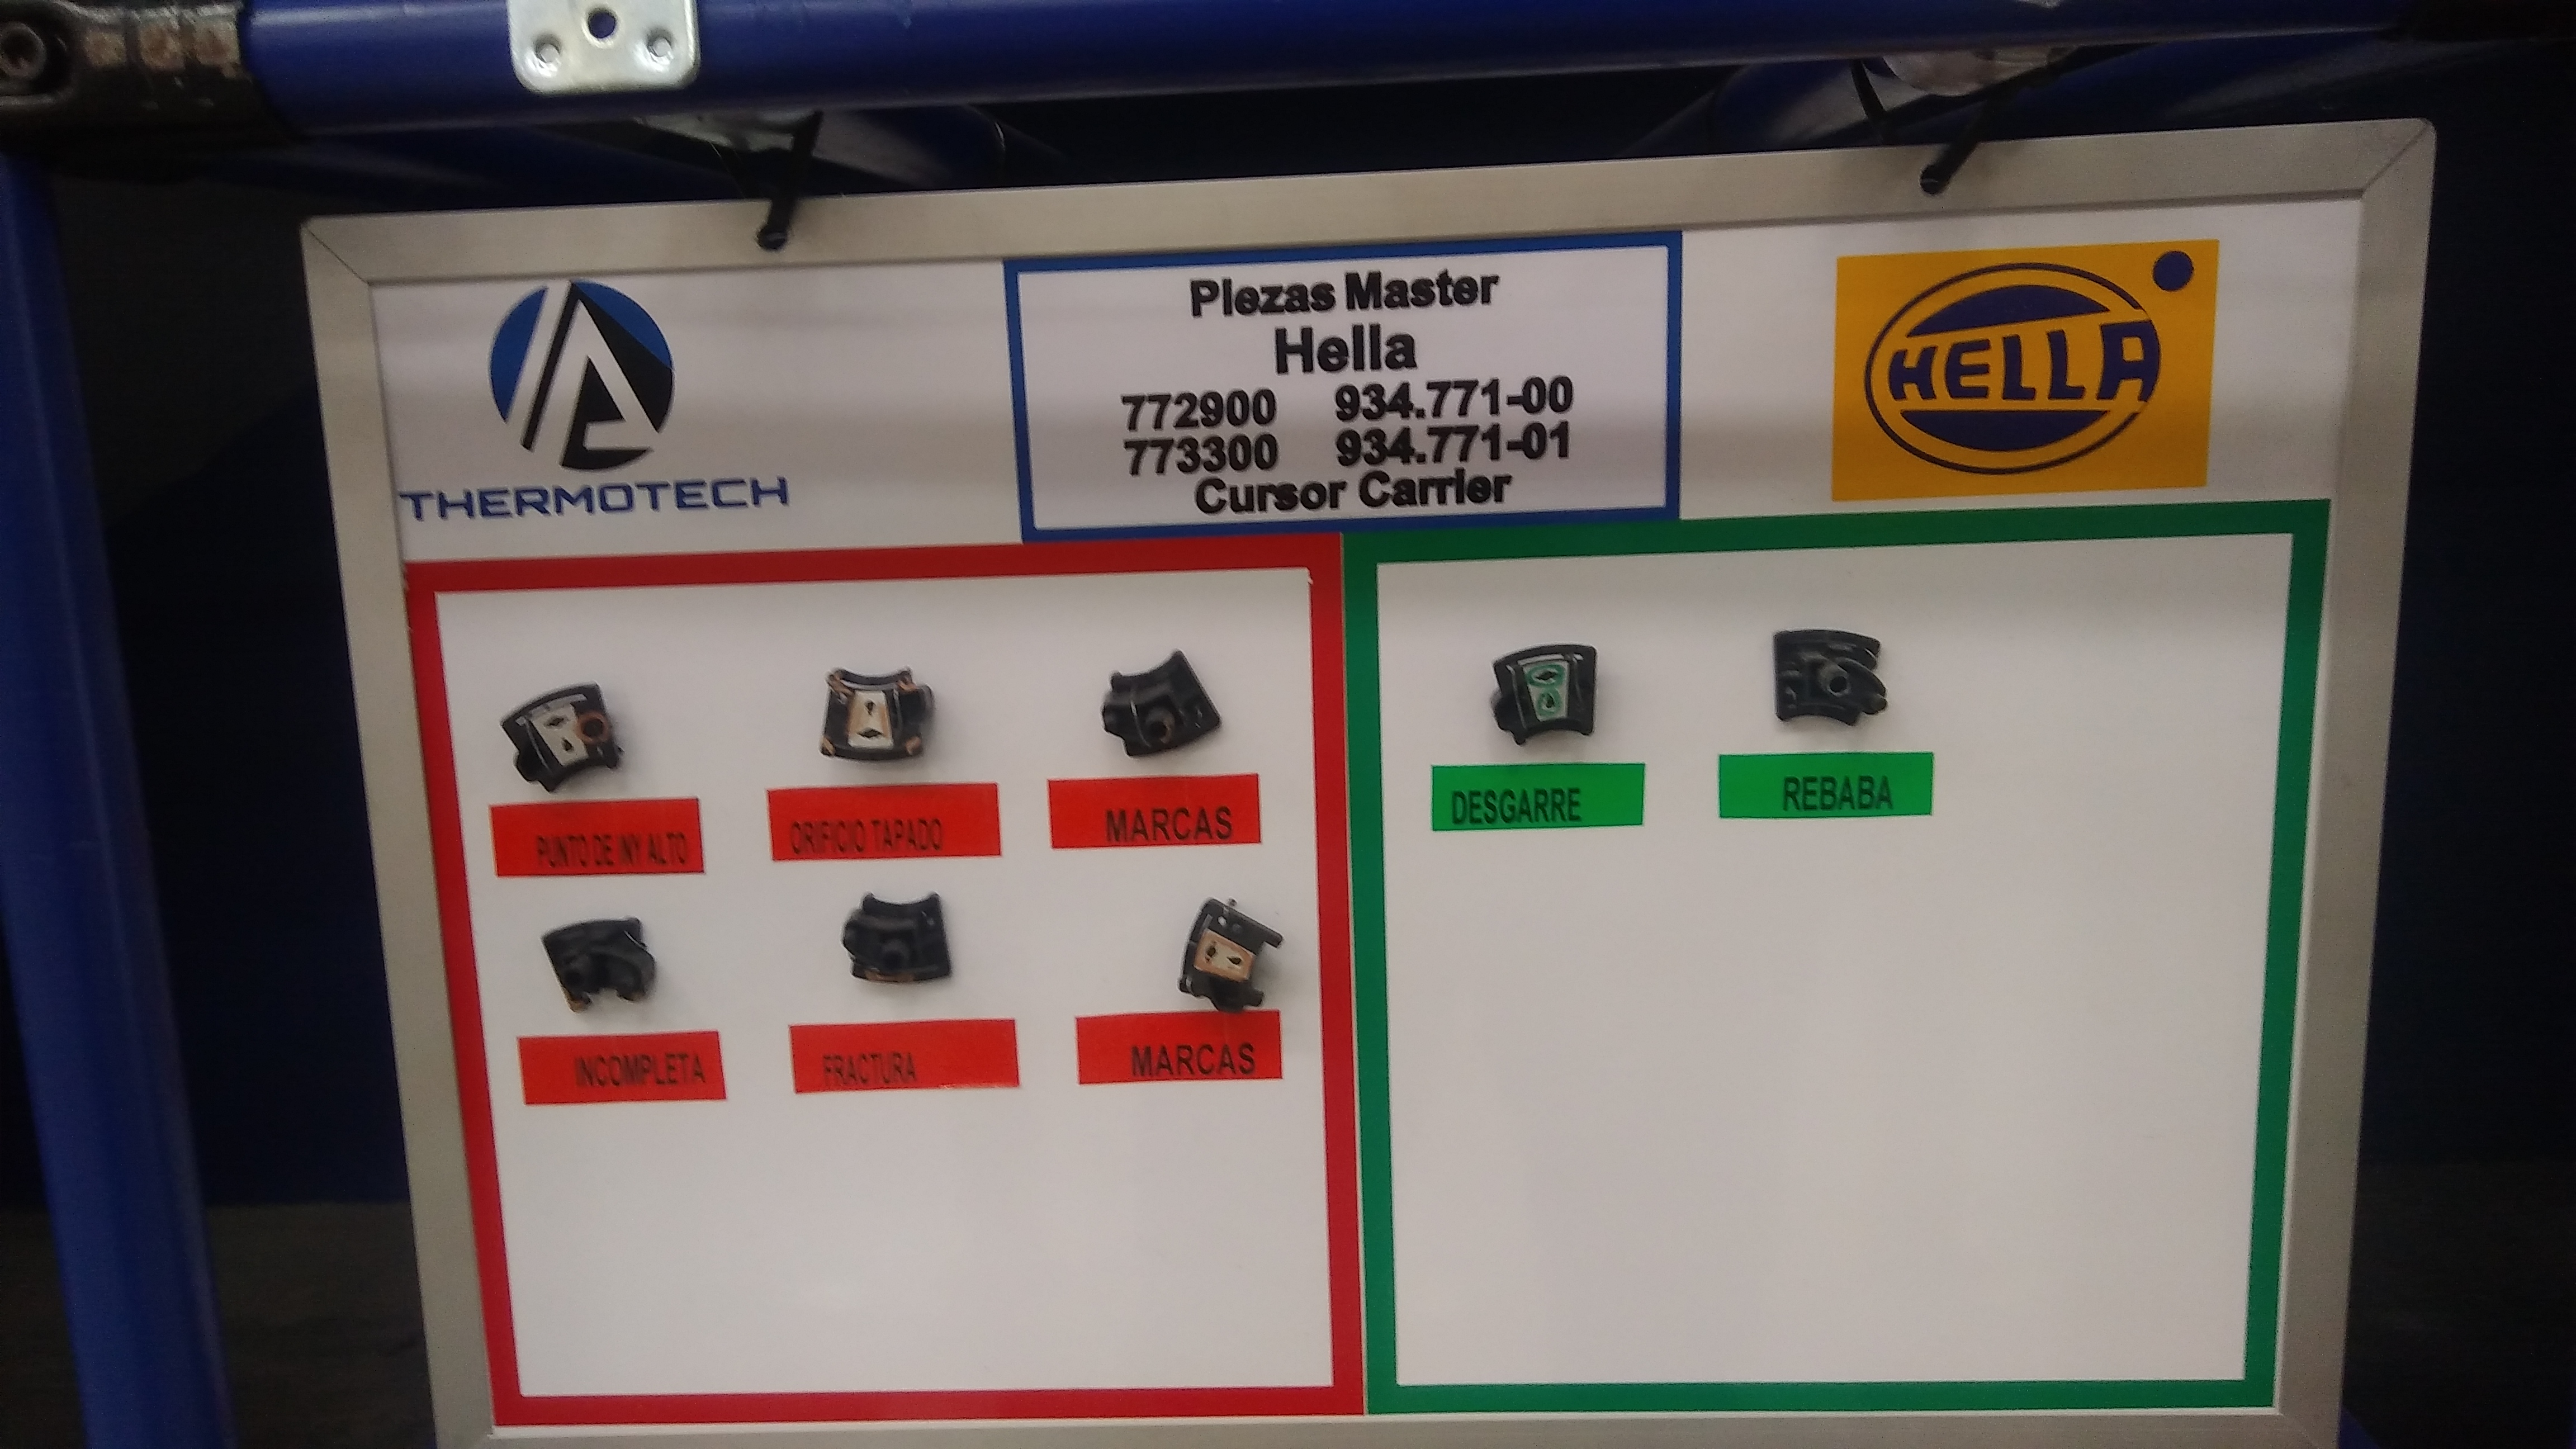 THERMOTECH
Piezas Master
Hella
772900 934.771-00
773300 934.771-01
Cursor Carrier
HELLA
PUNTO DE INY ALTO
ORIFICIO TAPADO
MARCAS
INCOMPLETA
FRACTURA
MARCAS
DESGARRE
REBABA